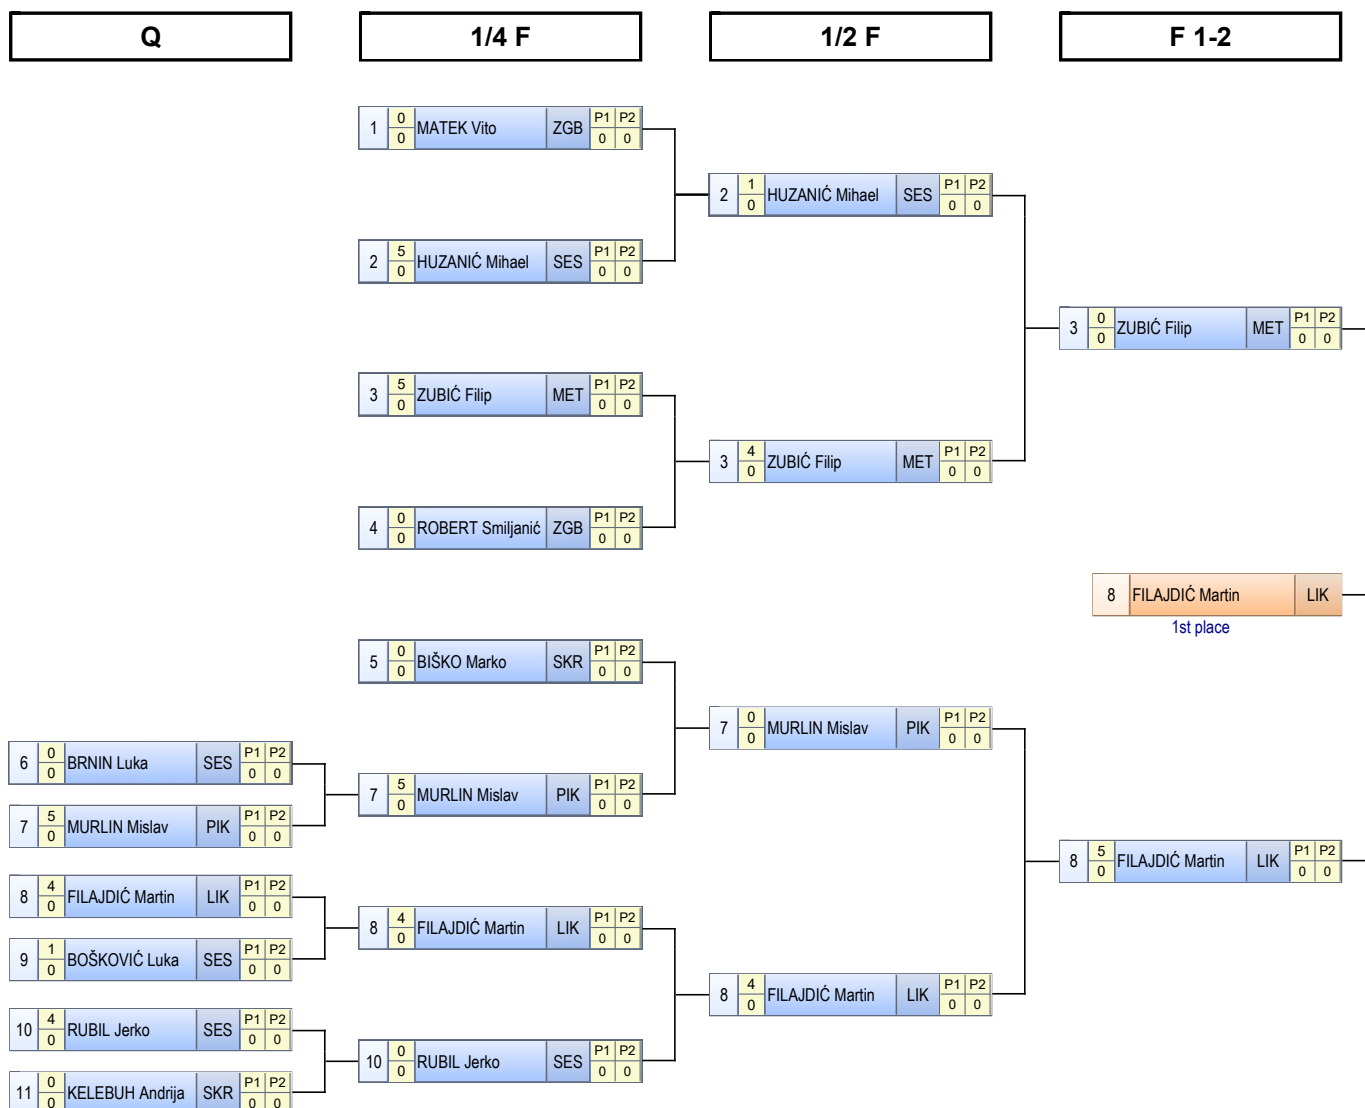 Q
1/4 F
1/2 F
F 1-2
1 0 0 MATEK Vito ZGB P1 P2 0 0
2 1 0 HUZANIĆ Mihael SES P1 P2 0 0
2 5 0 HUZANIĆ Mihael SES P1 P2 0 0
3 0 0 ZUBIĆ Filip MET P1 P2 0 0
3 5 0 ZUBIĆ Filip MET P1 P2 0 0
3 4 0 ZUBIĆ Filip MET P1 P2 0 0
4 0 0 ROBERT Smiljanić ZGB P1 P2 0 0
8 FILAJDIĆ Martin LIK
1st place
5 0 0 BIŠKO Marko SKR P1 P2 0 0
7 0 0 MURLIN Mislav PIK P1 P2 0 0
6 0 0 BRNIN Luka SES P1 P2 0 0
7 5 0 MURLIN Mislav PIK P1 P2 0 0
7 5 0 MURLIN Mislav PIK P1 P2 0 0
8 5 0 FILAJDIĆ Martin LIK P1 P2 0 0
8 4 0 FILAJDIĆ Martin LIK P1 P2 0 0
8 4 0 FILAJDIĆ Martin LIK P1 P2 0 0
9 1 0 BOŠKOVIĆ Luka SES P1 P2 0 0
8 4 0 FILAJDIĆ Martin LIK P1 P2 0 0
10 4 0 RUBIL Jerko SES P1 P2 0 0
10 0 0 RUBIL Jerko SES P1 P2 0 0
11 0 0 KELEBUH Andrija SKR P1 P2 0 0